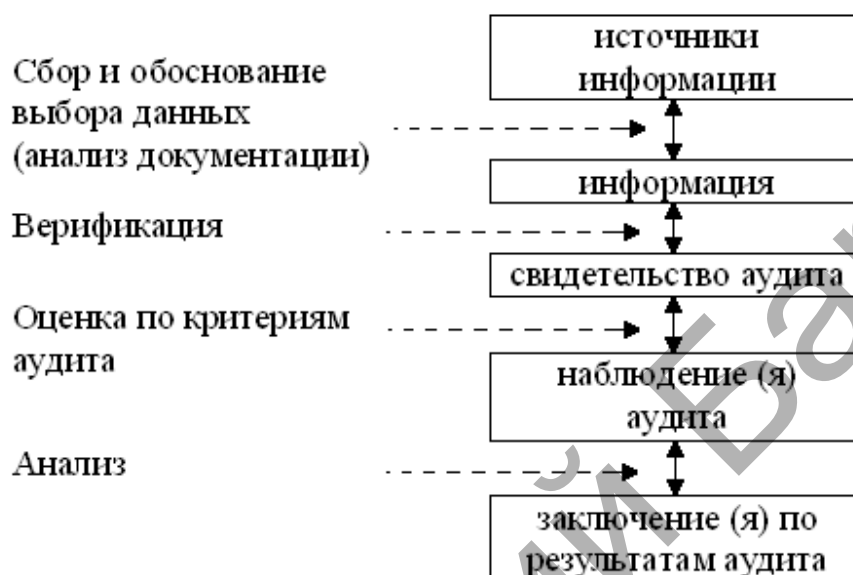 источники
информации
Сбор и обоснование
выбора данных
(анализ документации)
информация
Верификация
свидетельство аудита
Оценка по критериям
аудита
наблюдение (я)
аудита
Анализ
заключение (я) по
результатам аудита